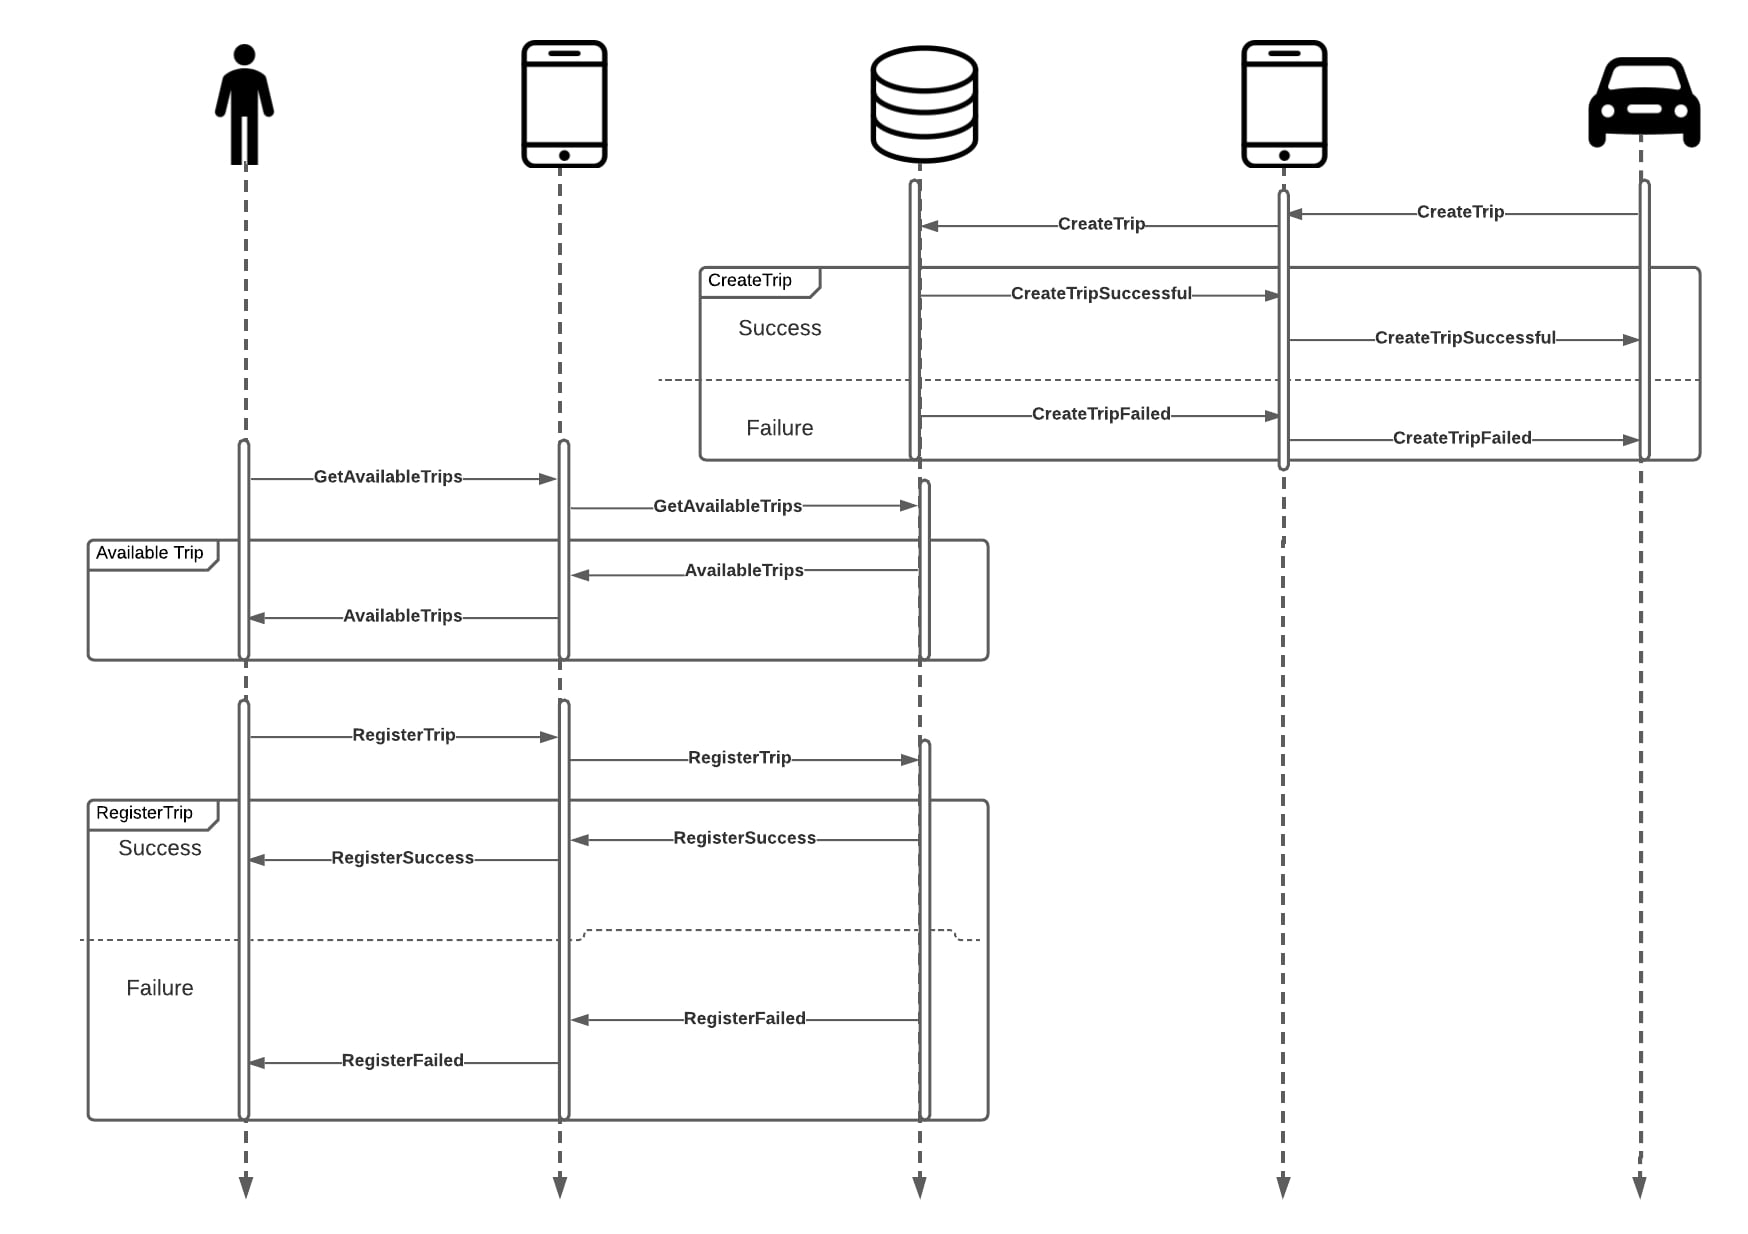 CreateTrip
CreateTrip
CreateTrip
CreateTripSuccessful
Success
CreateTripSuccessful
CreateTripFailed
Failure
CreateTripFailed
GetAvailableTrips
GetAvailableTrips
Available Trip
AvailableTrips
AvailableTrips
RegisterTrip
RegisterTrip
RegisterTrip
RegisterSuccess
Success
RegisterSuccess
Failure
RegisterFailed
RegisterFailed